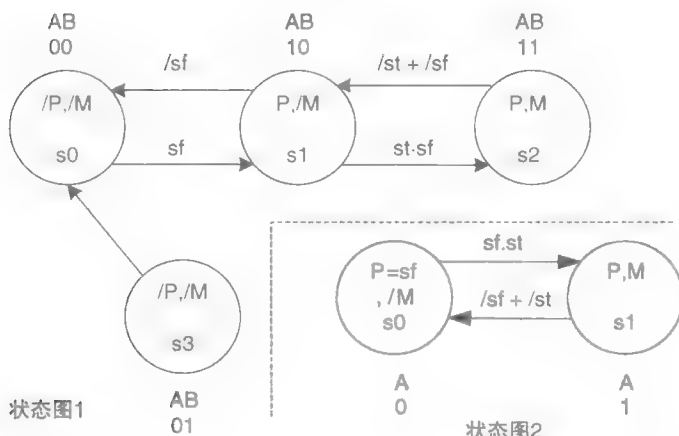 AB
00
AB
10
AB
11
/sf
/st + /sf
/P,/M
s0
P,/M
s1
P,M
s2
sf
st·sf
/P,/M
s3
AB
01
状态图1
sf.st
P=sf
, /M
s0
P,M
s1
/sf + /st
A
0
A
1
状态图2